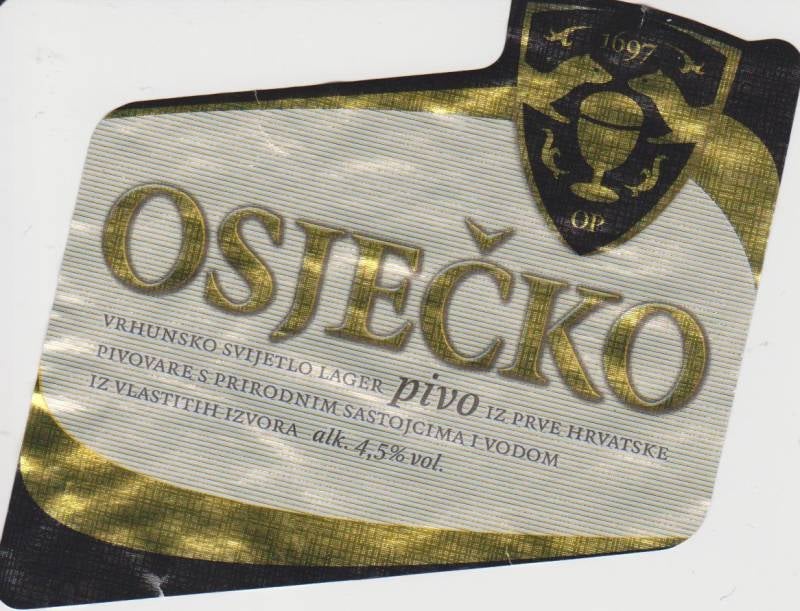 1697
OP
OSJEČKO
VRHUNSKO SVIJETLO LAGER pivo IZ PRVE HRVATSKE
PIVOVARE S PRIRODNIM SASTOJCIMA I VODOM
IZ VLASTITIH IZVORA alk. 4,5% vol.